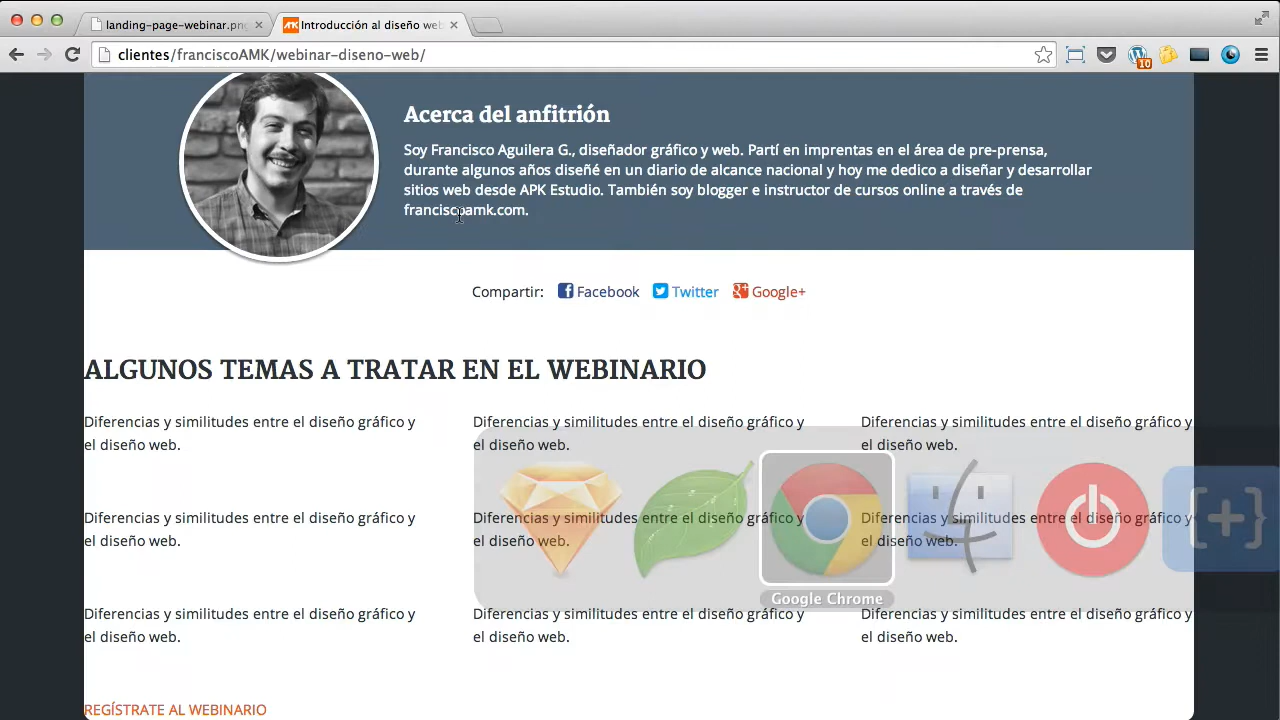 landing-page-webinar.pn
Introducción al diseño web
clientes/franciscoAMK/webinar-diseno-web/
10
Acerca del anfitrión
Soy Francisco Aguilera G., diseñador gráfico y web. Partí en imprentas en el área de pre-prensa,
durante algunos años diseñé en un diario de alcance nacional y hoy me dedico a diseñar y desarrollar
sitios web desde APK Estudio. También soy blogger e instructor de cursos online a través de
franciscoamk.com.
Compartir: Facebook Twitter Google+
ALGUNOS TEMAS A TRATAR EN EL WEBINARIO
Diferencias y similitudes entre el diseño gráfico y
el diseño web.
Diferencias y similitudes entre el diseño gráfico y
el diseño web.
Diferencias y similitudes entre el diseño gráfico y
el diseño web.
Diferencias y similitudes entre el diseño gráfico y
el diseño web.
Diferencias y similitudes entre el diseño gráfico y
el diseño web.
Diferencias y similitudes entre el diseño gráfico y
el diseño web.
Google Chrome
Diferencias y similitudes entre el diseño gráfico y
el diseño web.
Diferencias y similitudes entre el diseño gráfico y
el diseño web.
Diferencias y similitudes entre el diseño gráfico y
el diseño web.
REGÍSTRATE AL WEBINARIO